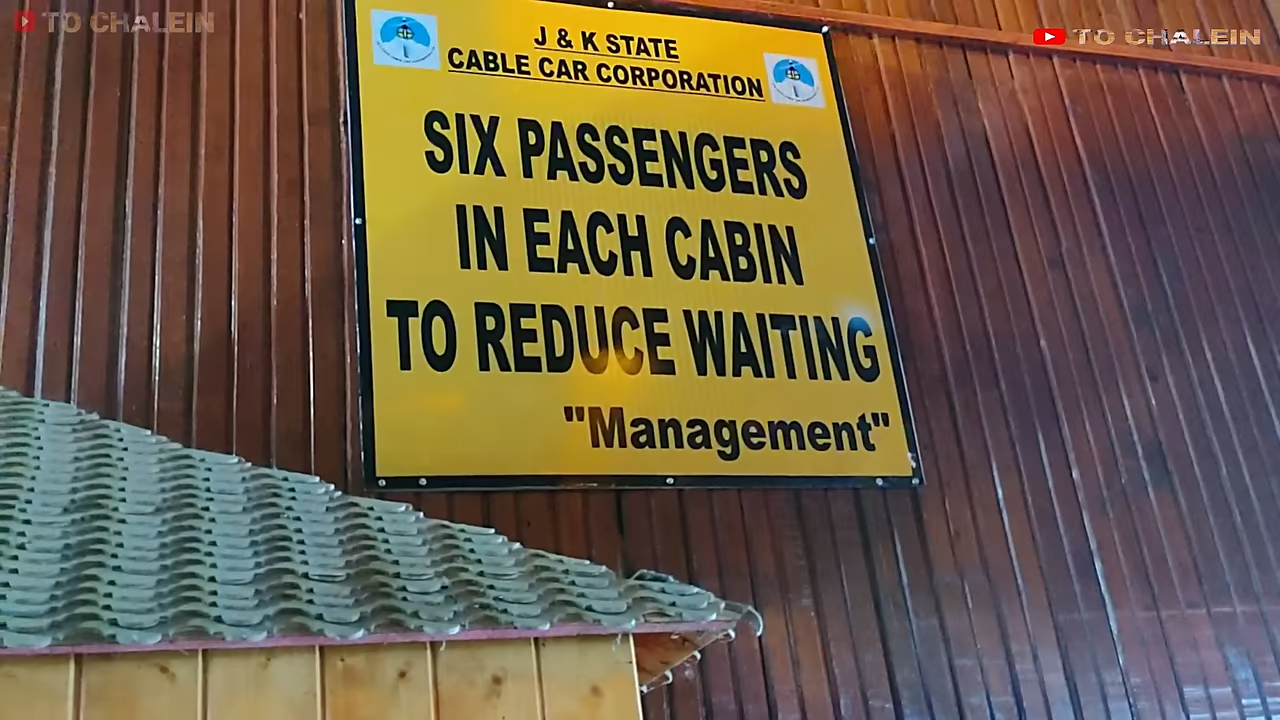 TO CHALEIN
TO CHALEIN
J & K STATE
CABLE CAR CORPORATION
SIX PASSENGERS
IN EACH CABIN
TO REDUCE WAITING
"Management"